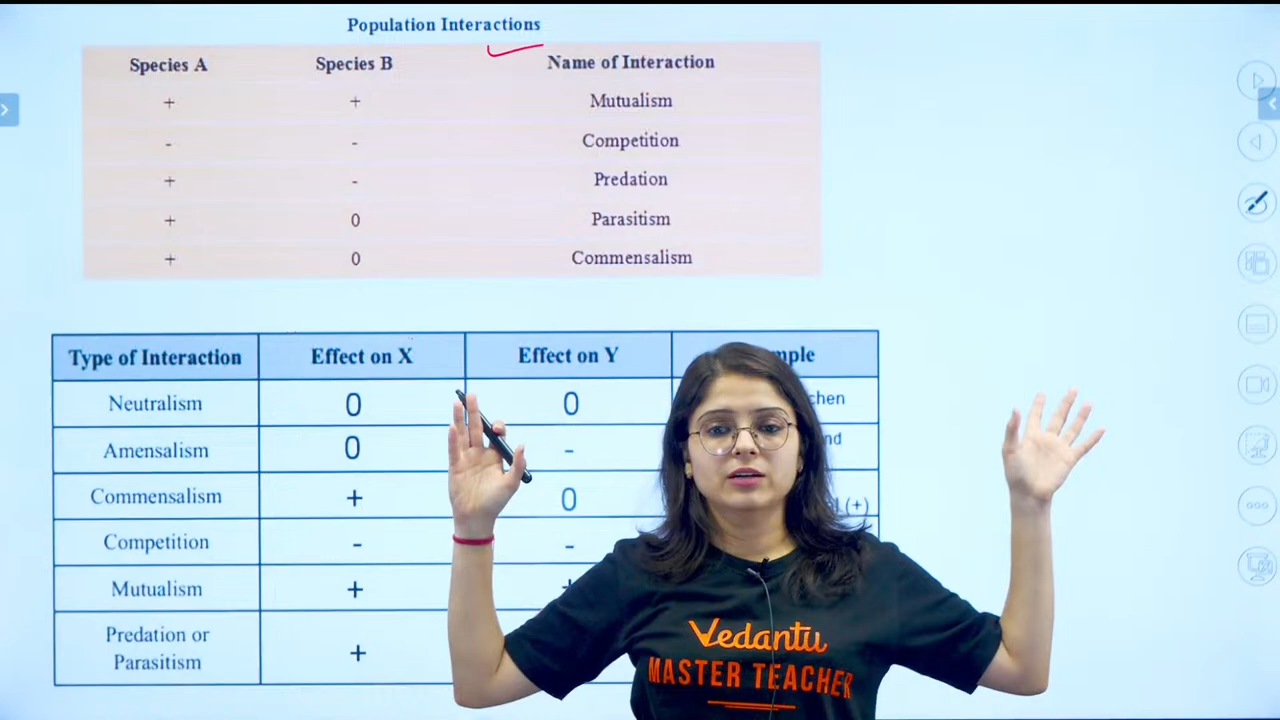 Population Interactions
Species A Species B Name of Interaction
+ + Mutualism
- - Competition
+ - Predation
+ 0 Parasitism
+ 0 Commensalism
Type of Interaction Effect on X Effect on Y
Neutralism 0 0
Amensalism 0 -
Commensalism + 0 (+)
Competition - -
Mutualism +
Predation or
Parasitism +
Vedantu
MASTER TEACHER